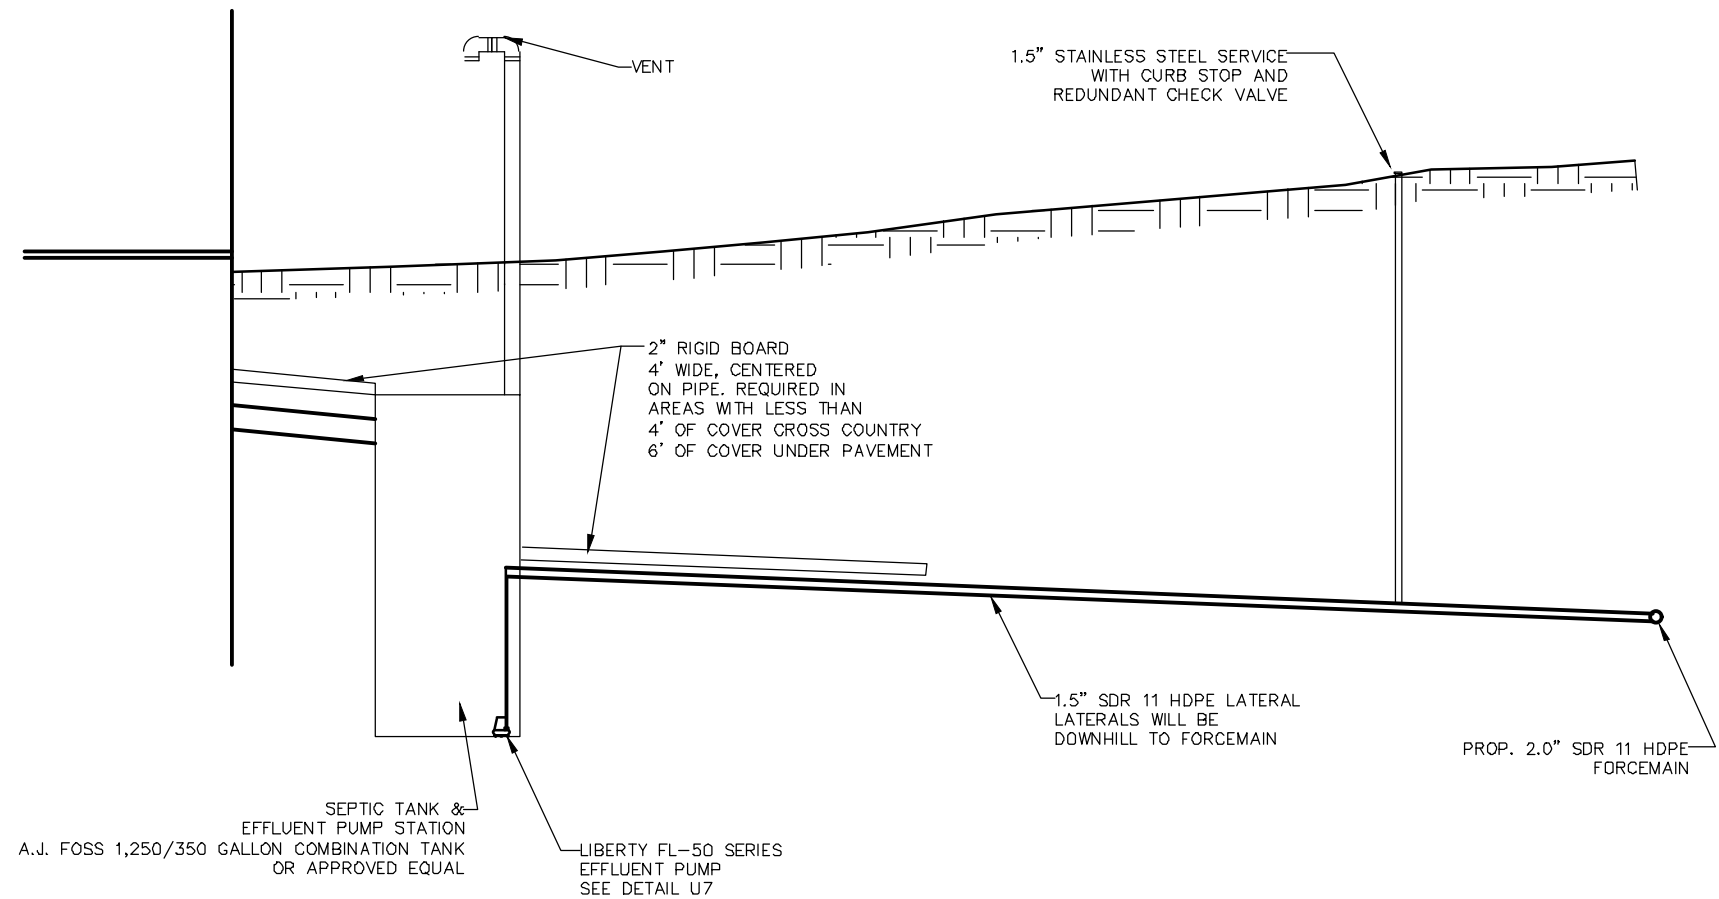 VENT
1.5" STAINLESS STEEL SERVICE
WITH CURB STOP AND
REDUNDANT CHECK VALVE
2" RIGID BOARD
4' WIDE, CENTERED
ON PIPE. REQUIRED IN
AREAS WITH LESS THAN
4' OF COVER CROSS COUNTRY
6' OF COVER UNDER PAVEMENT
1.5" SDR 11 HDPE LATERAL
LATERALS WILL BE
DOWNHILL TO FORCEMAIN
PROP. 2.0" SDR 11 HDPE
FORCEMAIN
SEPTIC TANK &
EFFLUENT PUMP STATION
A.J. FOSS 1,250/350 GALLON COMBINATION TANK
OR APPROVED EQUAL
LIBERTY FL-50 SERIES
EFFLUENT PUMP
SEE DETAIL U7